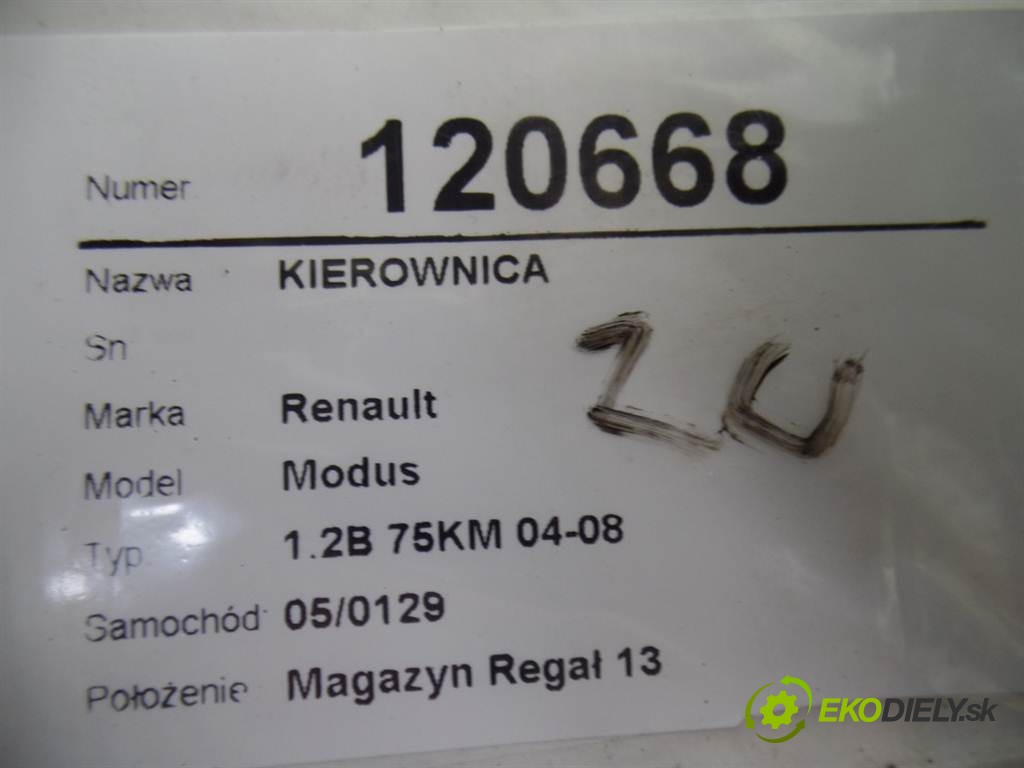 Numer 120668
Nazwa KIEROWNICA
Sn
Marka Renault
Model Modus
Typ 1.2B 75KM 04-08
Samochód 05/0129
Położenie Magazyn Regał 13
EKODIELY.sk